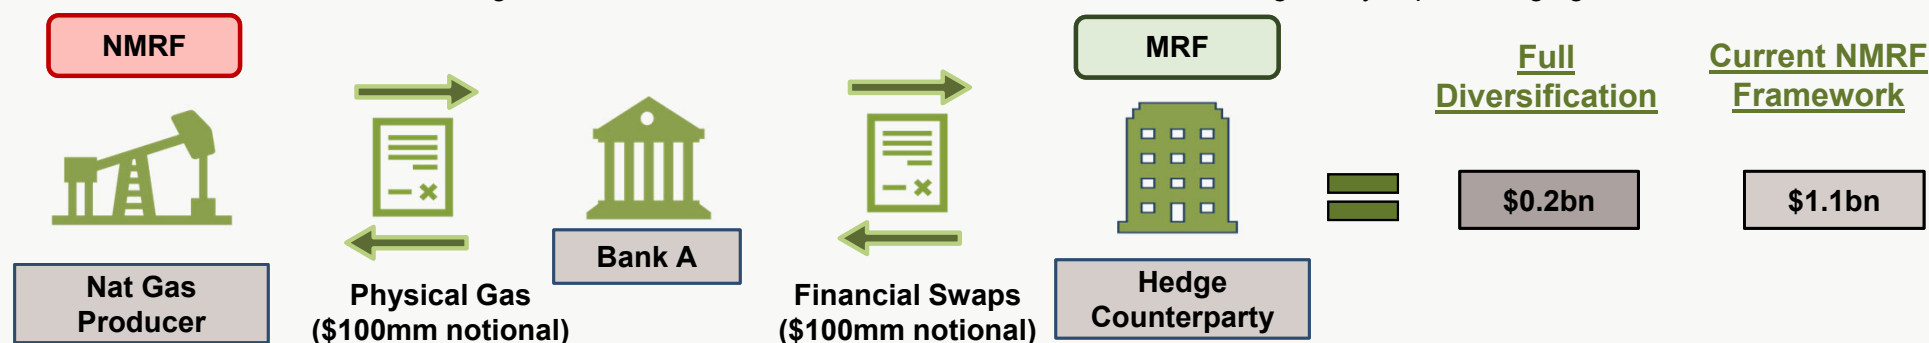 NMRF
MRF
Full
Diversification
Current NMRF
Framework
$0.2bn
$1.1bn
Bank A
Nat Gas
Producer
Physical Gas
($100mm notional)
Financial Swaps
($100mm notional)
Hedge
Counterparty